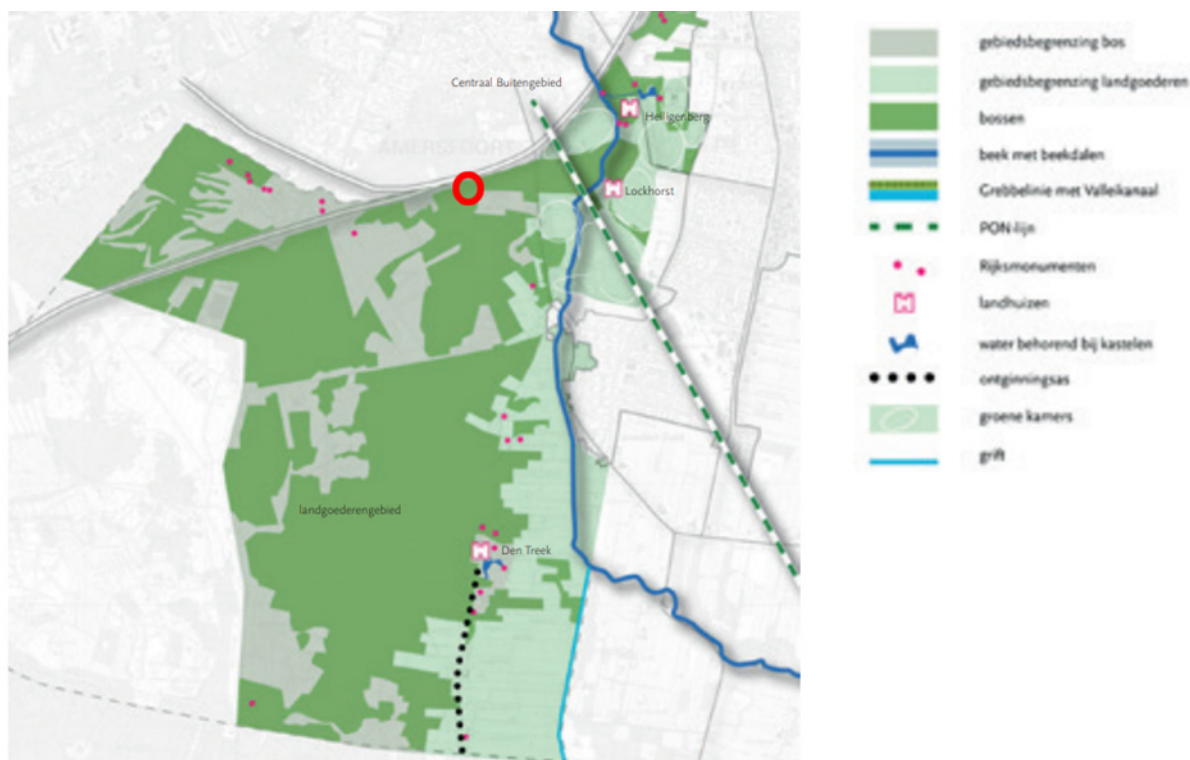 Centraal Buitengebied
Heiligenberg
AMERSFOORT
Lockhorst
landgoederengebied
Den Treek
gebiedsbegrenzing bos
gebiedsbegrenzing landgoederen
bossen
beek met beekdalen
Grebbelinie met Valleikanaal
PON-lijn
Rijksmonumenten
landhuizen
water behorend bij kastelen
ontginningsas
groene kamers
grift